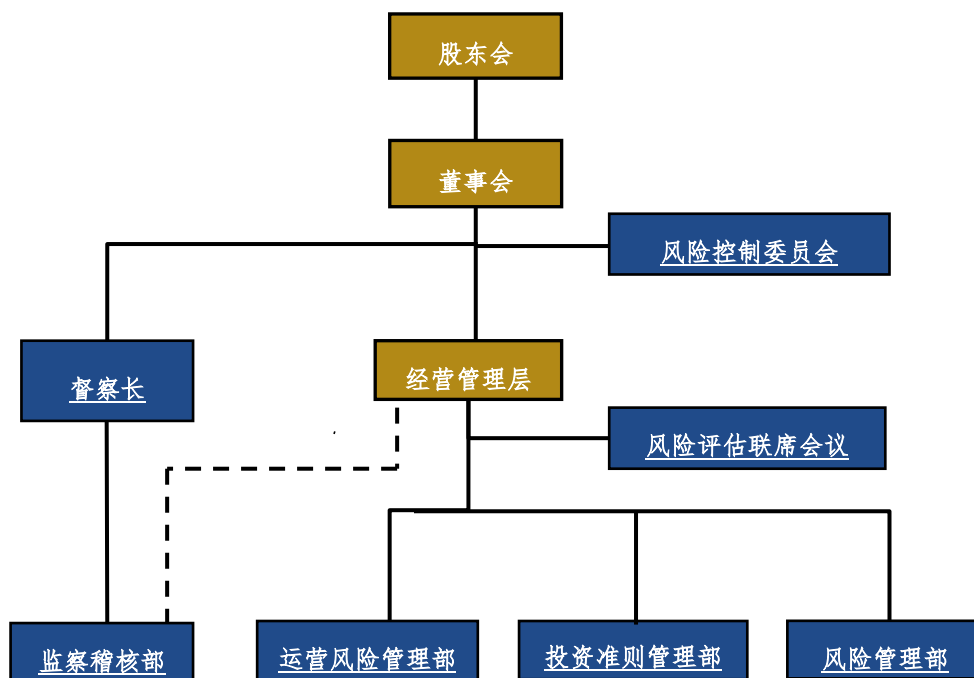 股东会
董事会
风险控制委员会
督察长
经营管理层
风险评估联席会议
监察稽核部
运营风险管理部
投资准则管理部
风险管理部